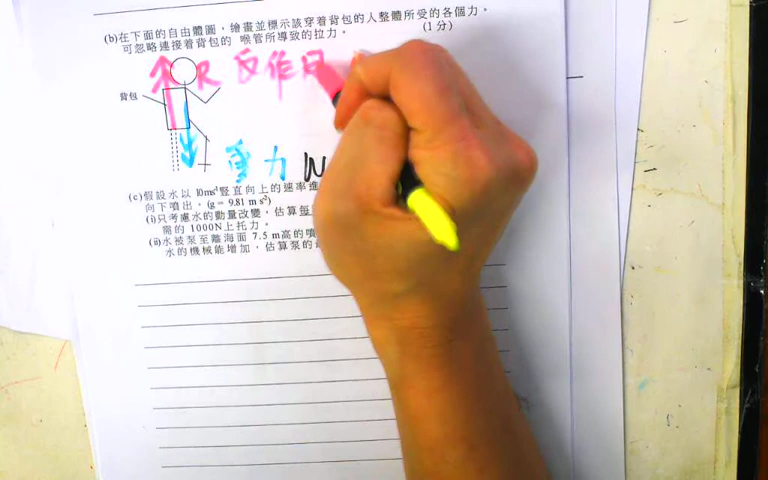 (b)在下面的自由體圖，繪畫並標示該穿着背包的人整體所受的各個力。
可忽略連接着背包的 喉管所導致的拉力。 (1 分)
R 反作用
背包
重力 W
(c)假設水以 10ms⁻¹豎直向上的速率進
向下噴出。(g = 9.81 m s²)
(i)只考慮水的動量改變，估算每
需的 1000N上托力。
(ii)水被泵至離海面 7.5 m高的噴
水的機械能增加，估算泵的